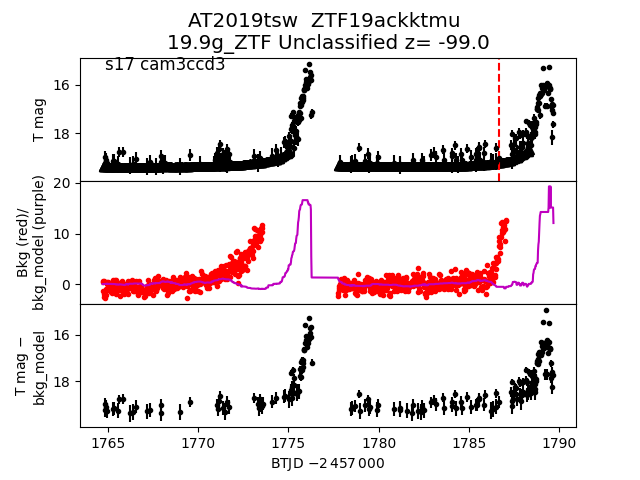 AT2019tsw  ZTF19ackktmu
19.9g_ZTF Unclassified z= -99.0
s17 cam3ccd3
T mag
16
18
Bkg (red)/
bkg_model (purple)
20
10
0
T mag −
bkg_model
16
18
1765 1770 1775 1780 1785 1790
BTJD −2 457 000